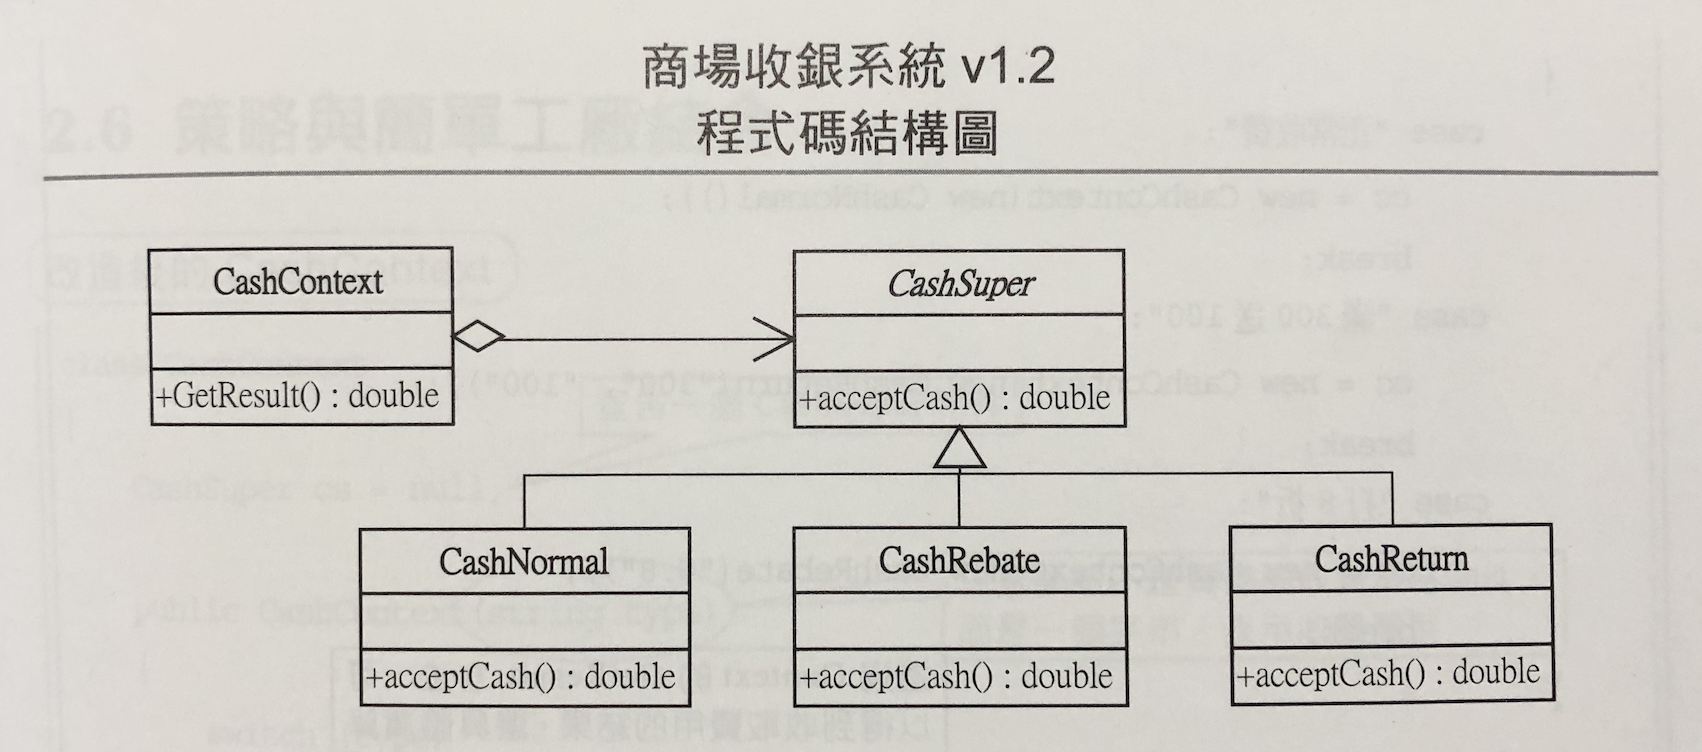 商場收銀系統 v1.2
程式碼結構圖
CashContext
+GetResult() : double
CashSuper
+acceptCash() : double
CashNormal
+acceptCash() : double
CashRebate
+acceptCash() : double
CashReturn
+acceptCash() : double